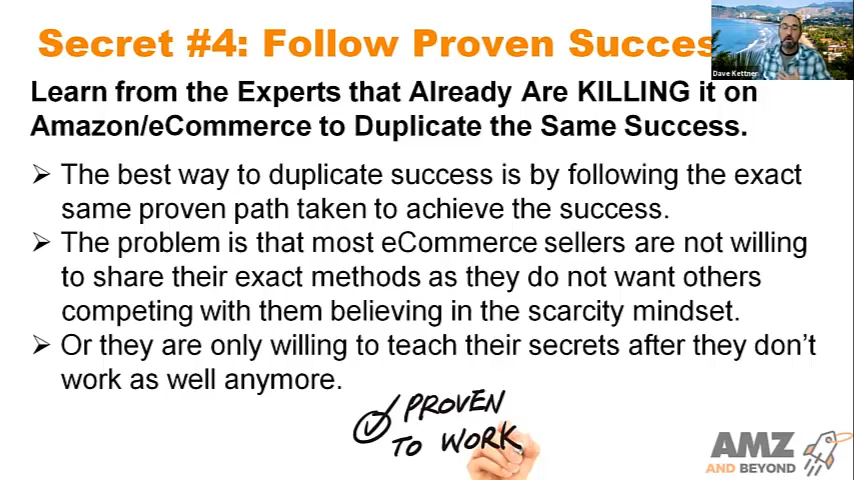 Secret #4: Follow Proven Succes
Dave Kettner
Learn from the Experts that Already Are KILLING it on
Amazon/eCommerce to Duplicate the Same Success.
➢ The best way to duplicate success is by following the exact
same proven path taken to achieve the success.
➢ The problem is that most eCommerce sellers are not willing
to share their exact methods as they do not want others
competing with them believing in the scarcity mindset.
➢ Or they are only willing to teach their secrets after they don’t
work as well anymore.
PROVEN
TO WORK
AMZ
AND BEYOND